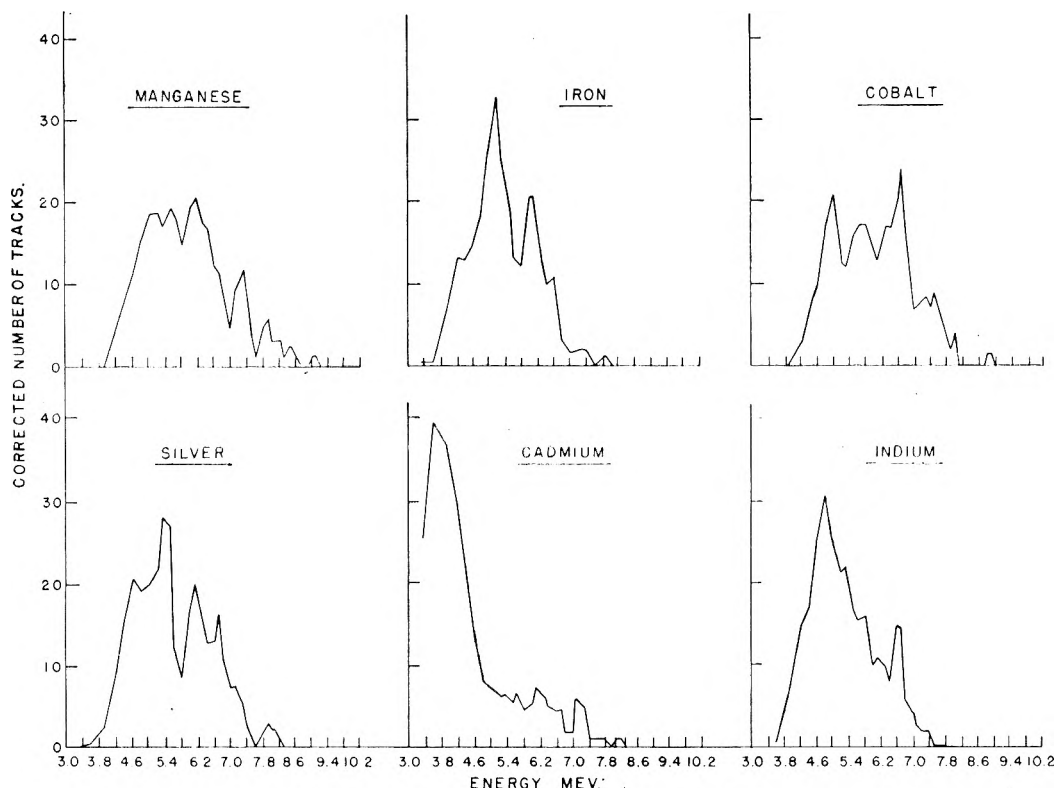 CORRECTED NUMBER OF TRACKS.
40
30
20
10
0
MANGANESE
IRON
COBALT
40
30
20
10
0
SILVER
CADMIUM
INDIUM
3.0 3.8 4.6 5.4 6.2 7.0 7.8 8.6 9.4 10.2
3.0 3.8 4.6 5.4 6.2 7.0 7.8 8.6 9.4 10.2
3.0 3.8 4.6 5.4 6.2 7.0 7.8 8.6 9.4 10.2
ENERGY MEV.